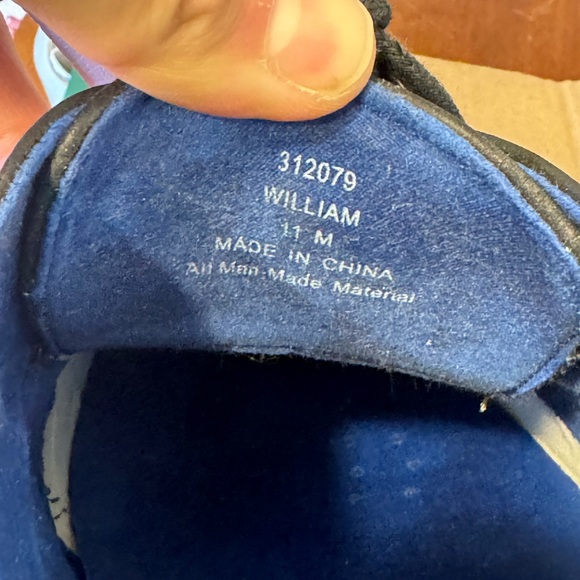 312079
WILLIAM
11 M
MADE IN CHINA
All Man-Made Material